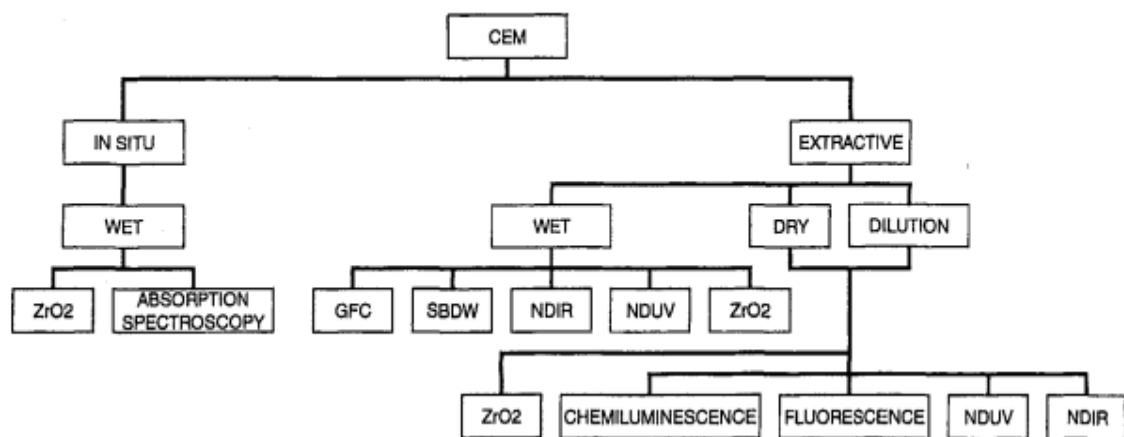 CEM
IN SITU
EXTRACTIVE
WET
WET
DRY
DILUTION
ZrO2
ABSORPTION
SPECTROSCOPY
GFC
SBDW
NDIR
NDUV
ZrO2
ZrO2
CHEMILUMINESCENCE
FLUORESCENCE
NDUV
NDIR